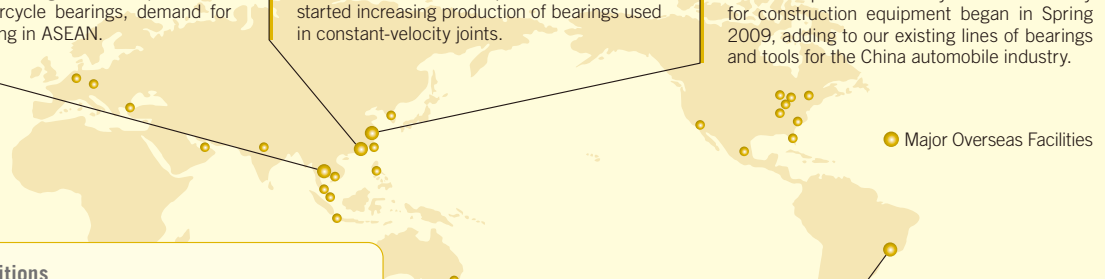 rcycle bearings, demand for
ng in ASEAN.
started increasing production of bearings used
in constant-velocity joints.
for construction equipment began in Spring
2009, adding to our existing lines of bearings
and tools for the China automobile industry.
Major Overseas Facilities
itions